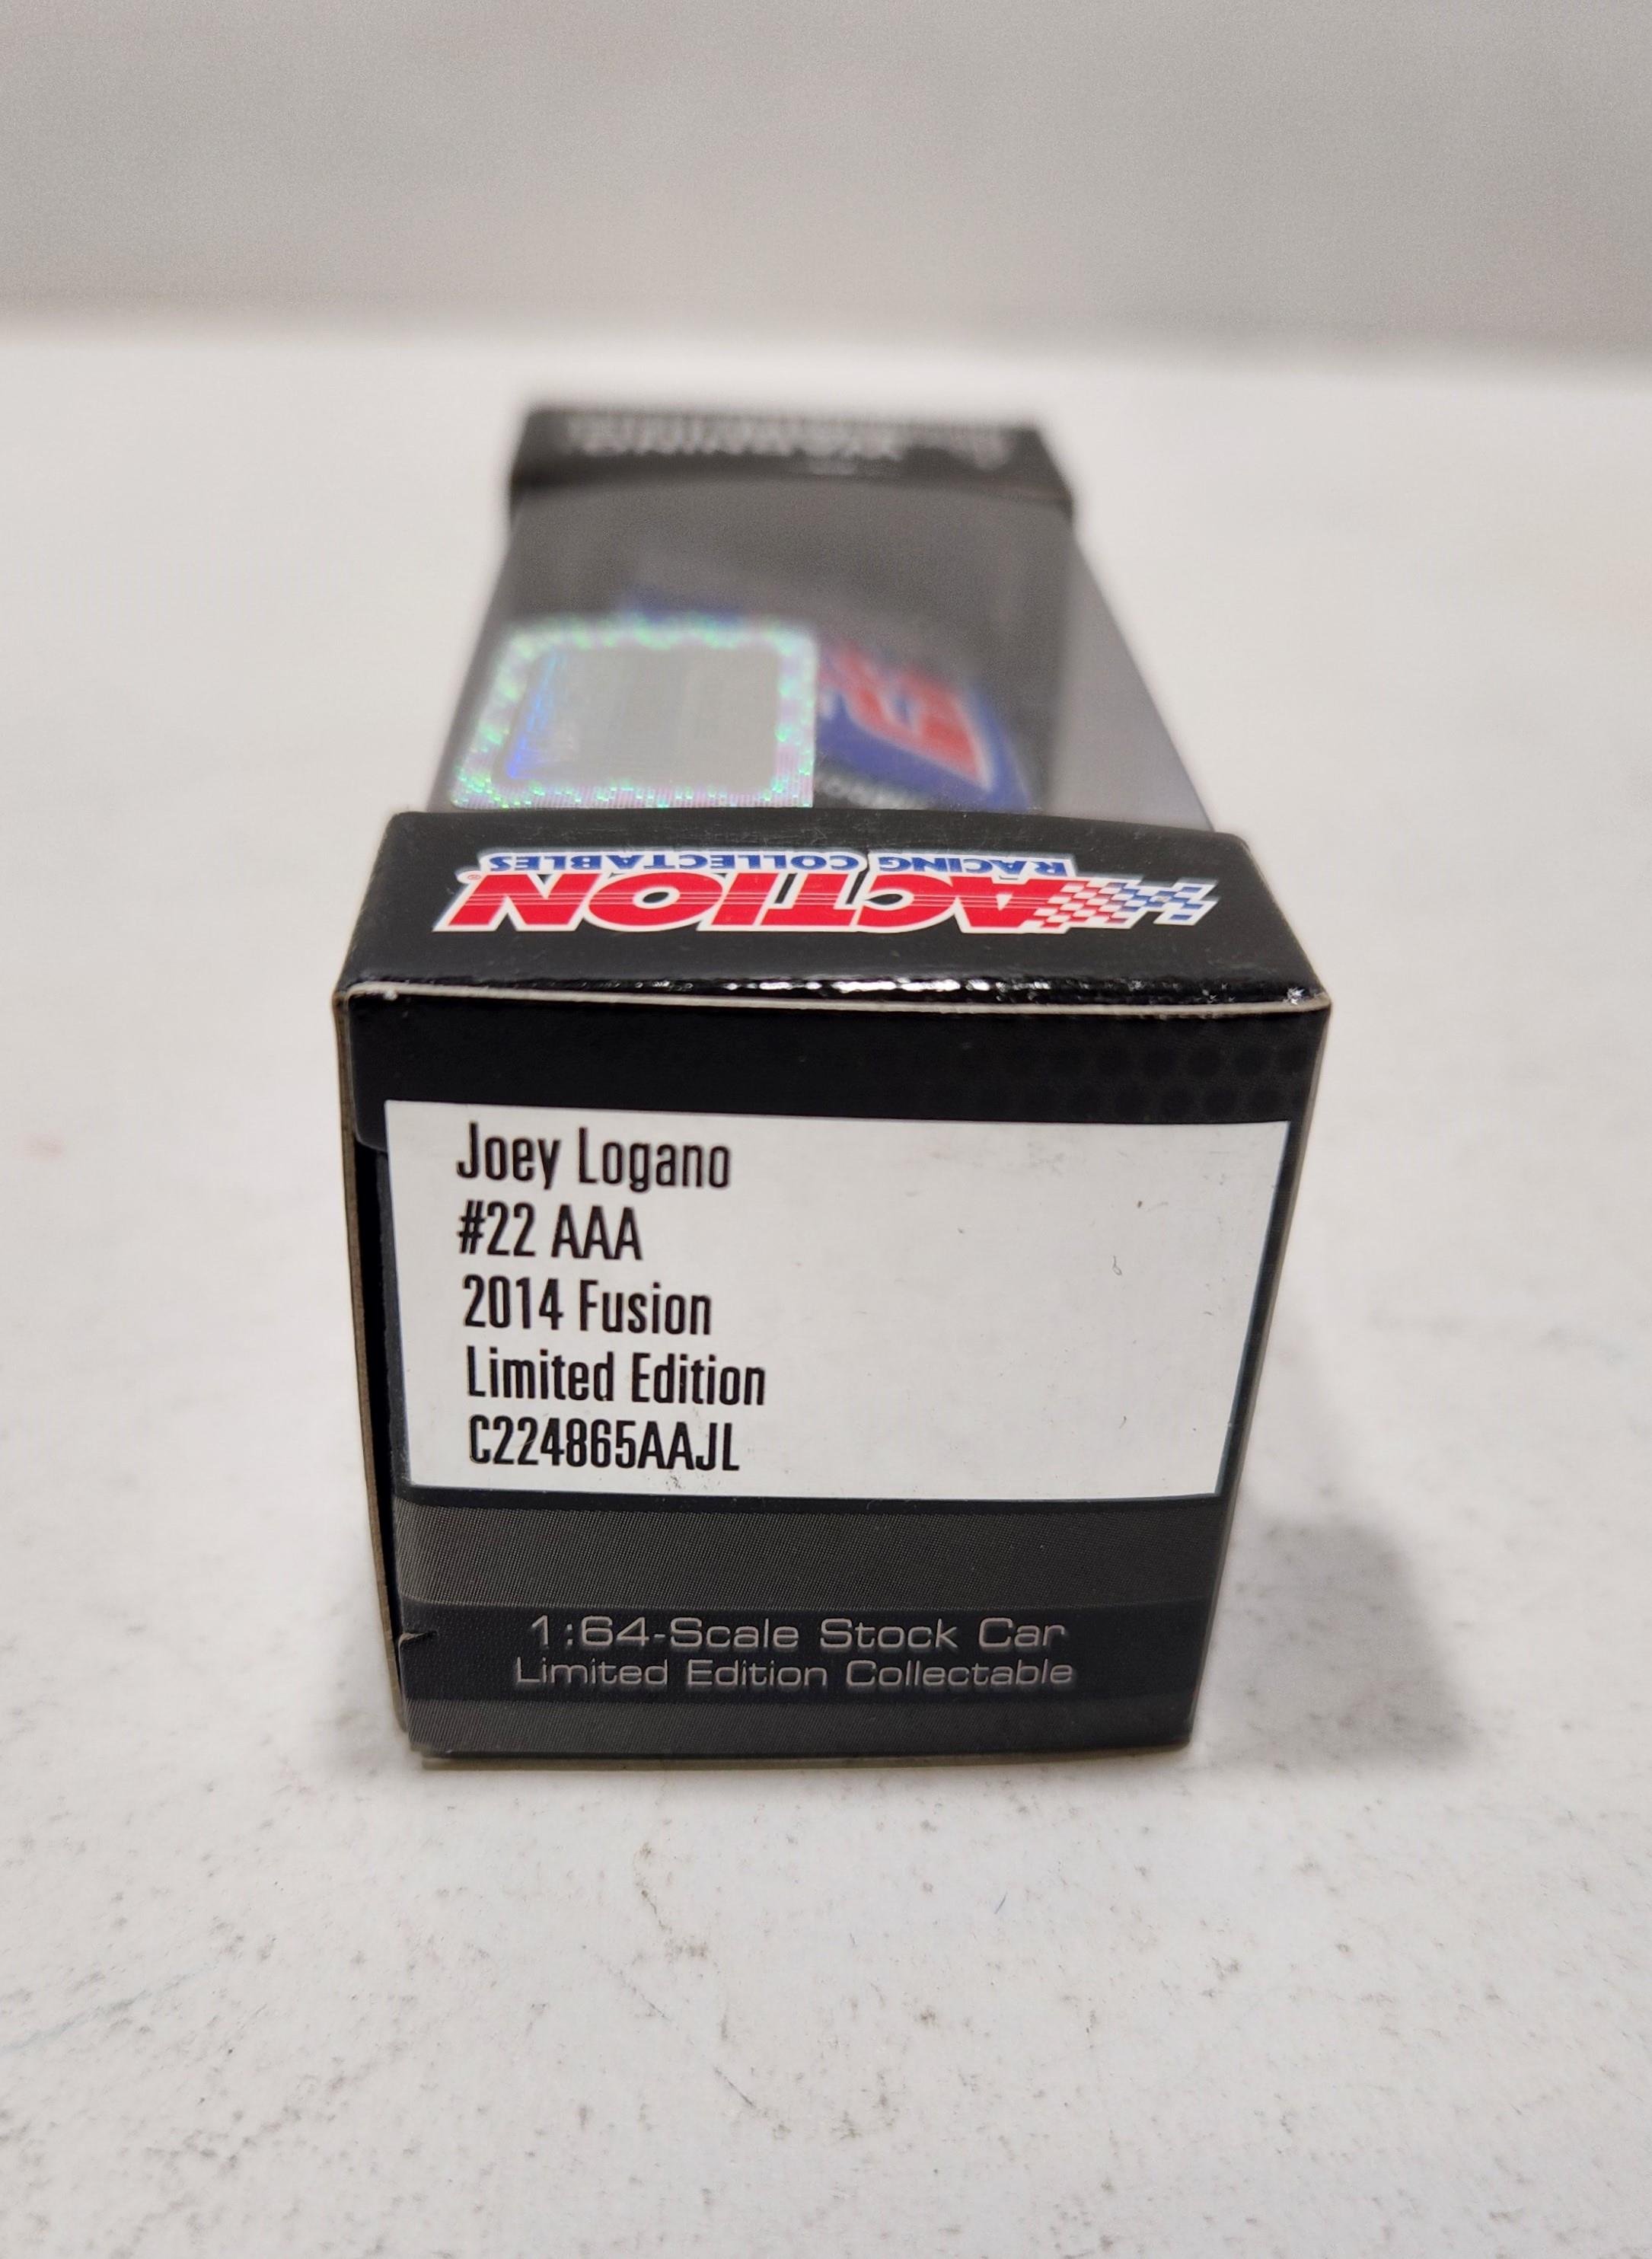 WARNING:
ACTION®
RACING COLLECTABLES
Joey Logano
#22 AAA
2014 Fusion
Limited Edition
C224865AAJL
1:64-Scale Stock Car
Limited Edition Collectable